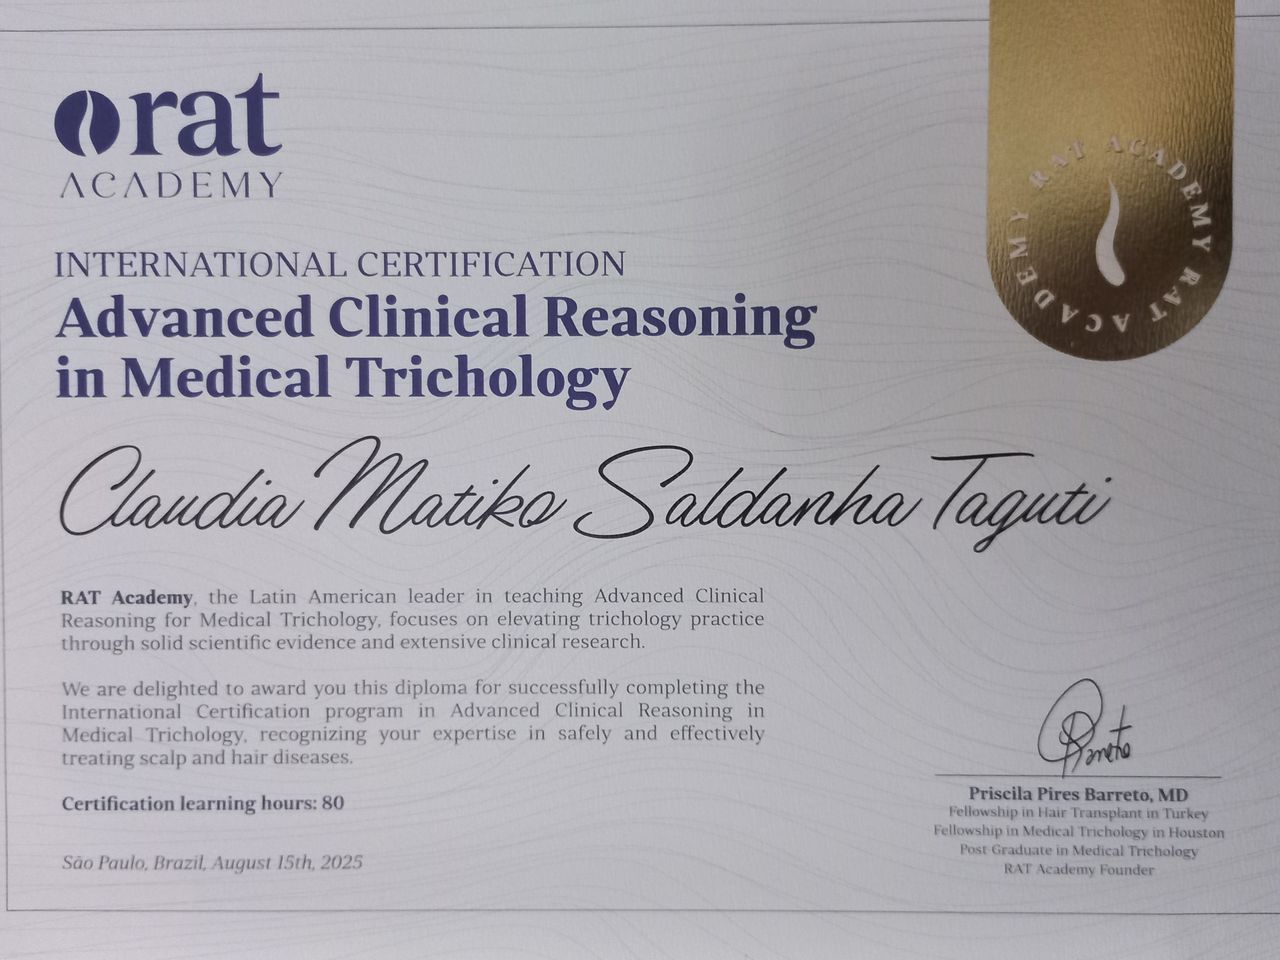 rat
ACADEMY
RAT ACADEMY RAT ACADEMY
INTERNATIONAL CERTIFICATION
Advanced Clinical Reasoning
in Medical Trichology
Claudia Matiko Saldanha Taguti
RAT Academy, the Latin American leader in teaching Advanced Clinical
Reasoning for Medical Trichology, focuses on elevating trichology practice
through solid scientific evidence and extensive clinical research.
We are delighted to award you this diploma for successfully completing the
International Certification program in Advanced Clinical Reasoning in
Medical Trichology, recognizing your expertise in safely and effectively
treating scalp and hair diseases.
Certification learning hours: 80
São Paulo, Brazil, August 15th, 2025
Priscila Pires Barreto, MD
Fellowship in Hair Transplant in Turkey
Fellowship in Medical Trichology in Houston
Post Graduate in Medical Trichology
RAT Academy Founder